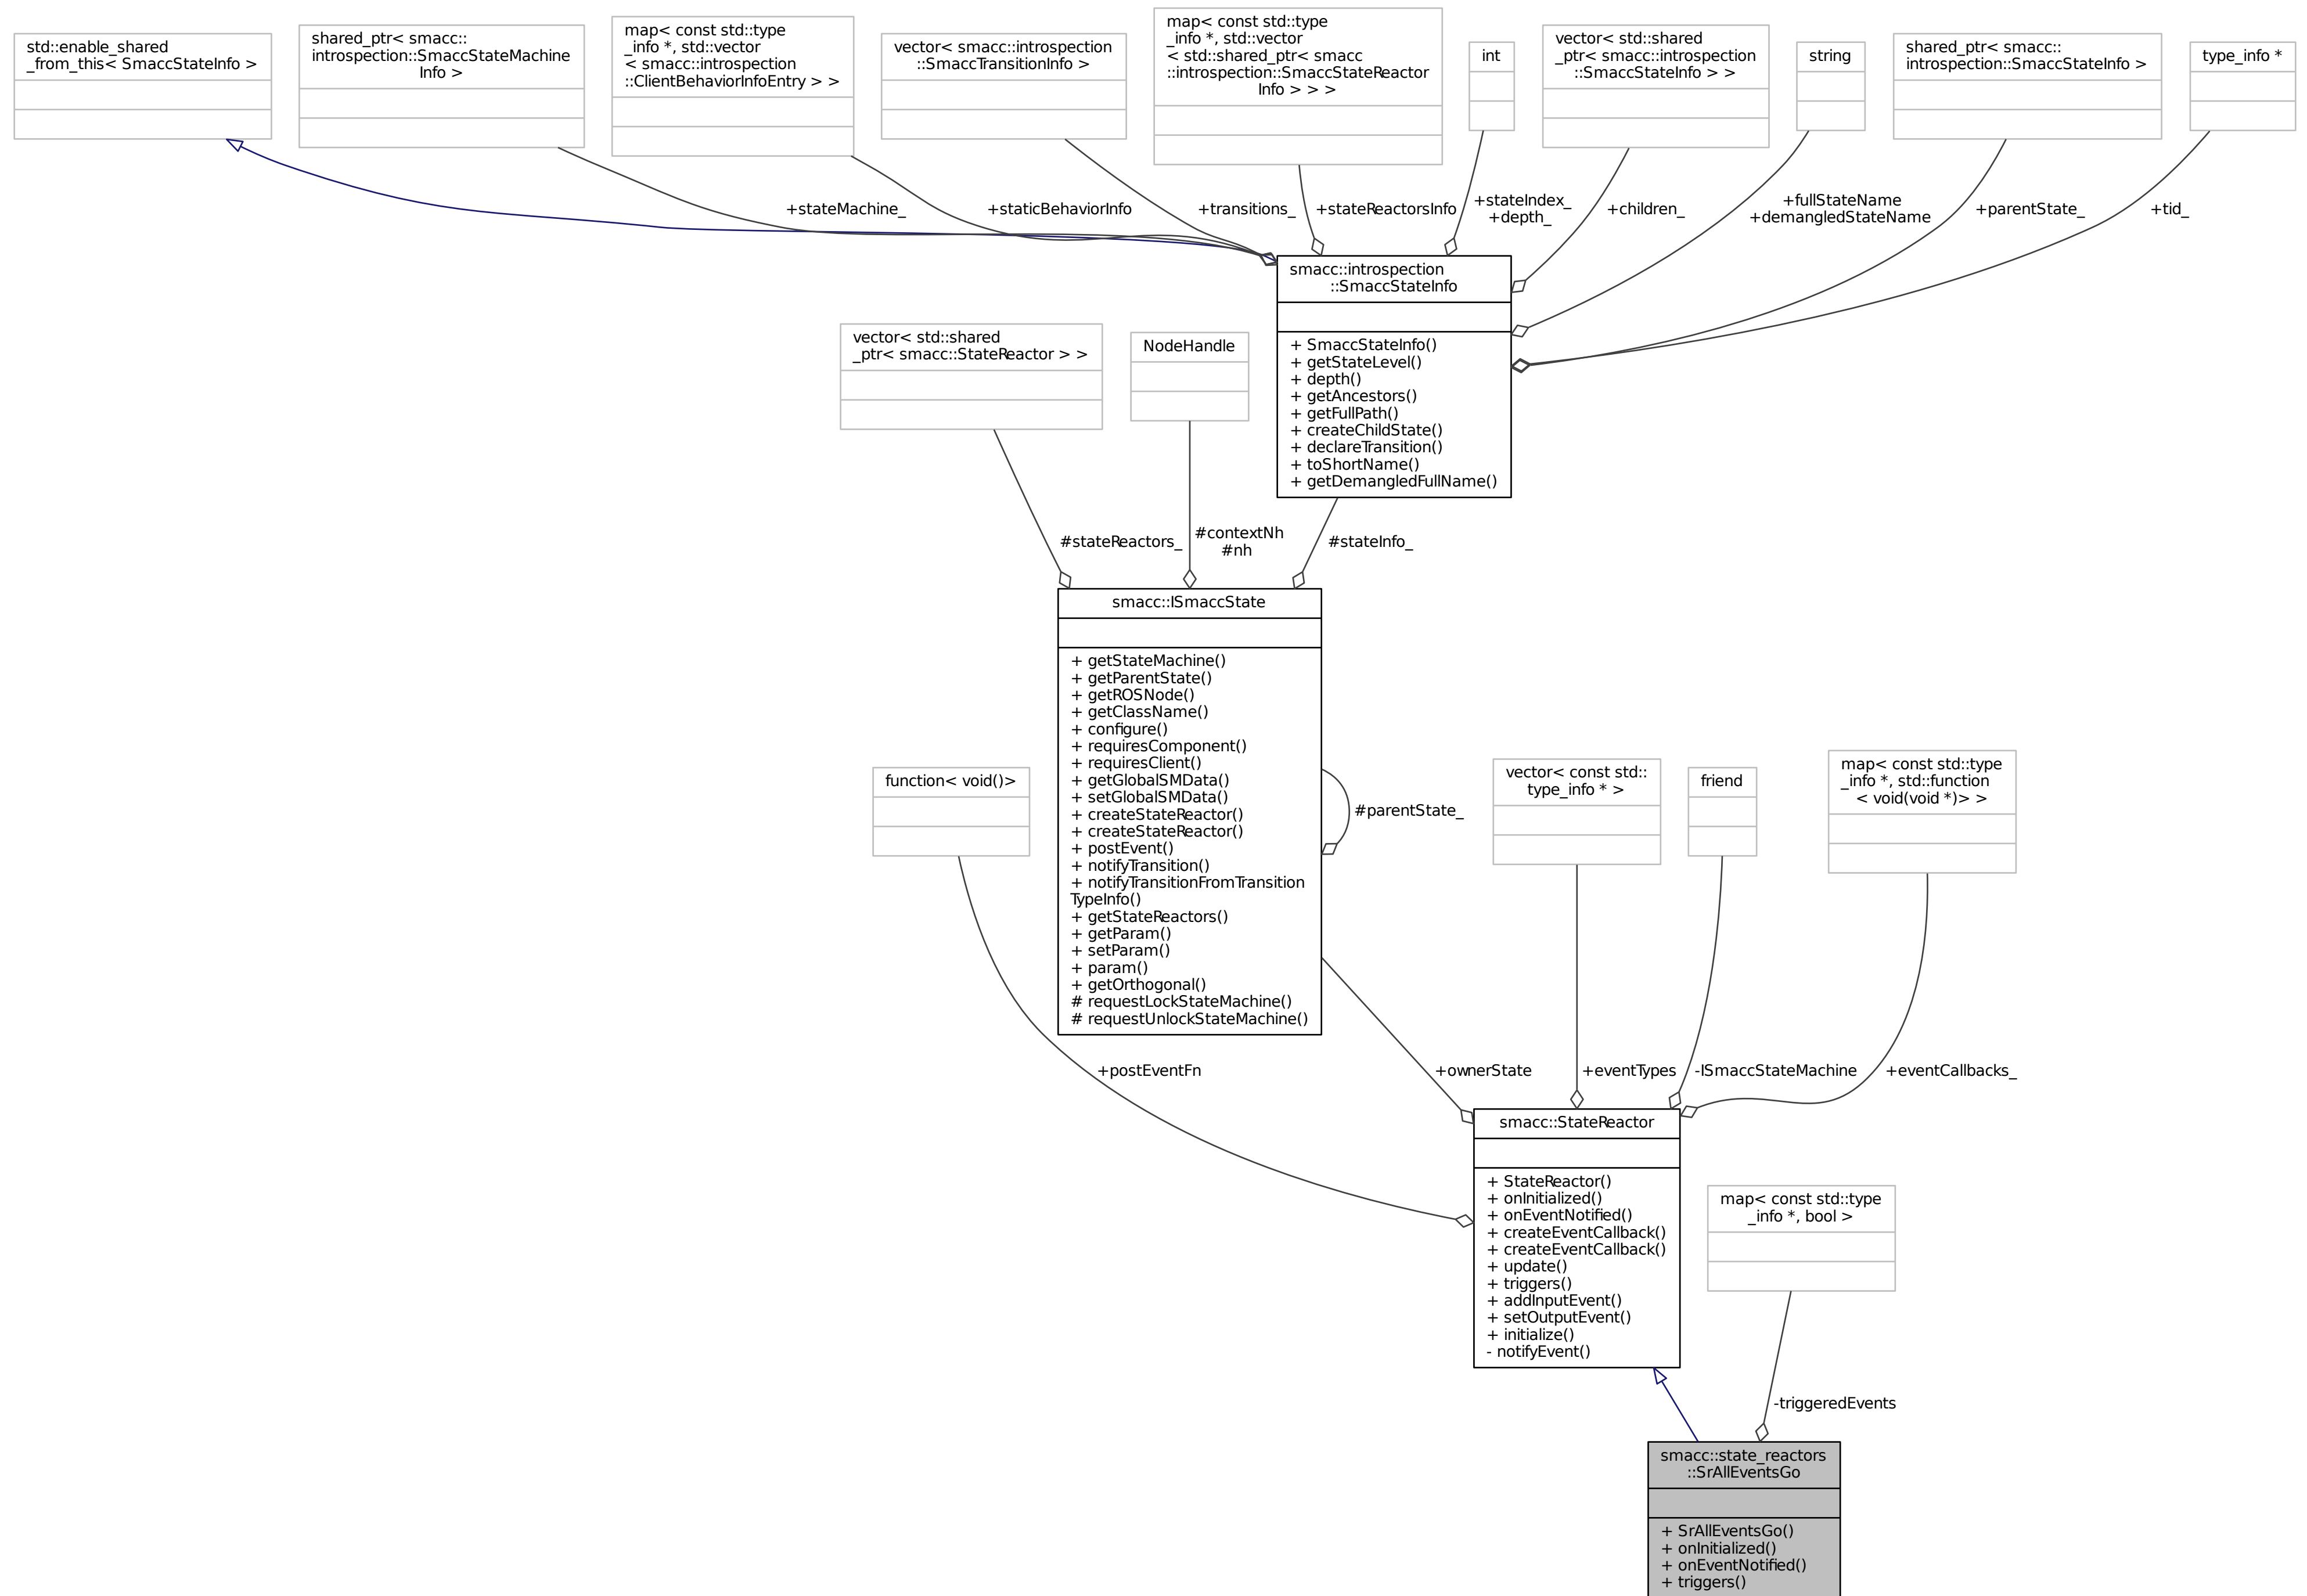 std::enable_shared
_from_this< SmaccStateInfo >
shared_ptr< smacc::
introspection::SmaccStateMachine
Info >
map< const std::type
_info *, std::vector
< smacc::introspection
::ClientBehaviorInfoEntry > >
vector< smacc::introspection
::SmaccTransitionInfo >
map< const std::type
_info *, std::vector
< std::shared_ptr< smacc
::introspection::SmaccStateReactor
Info > > >
int
vector< std::shared
_ptr< smacc::introspection
::SmaccStateInfo > >
string
shared_ptr< smacc::
introspection::SmaccStateInfo >
type_info *
+stateMachine_
+staticBehaviorInfo
+transitions_
+stateReactorsInfo
+stateIndex_
+depth_
+children_
+fullStateName
+demangledStateName
+parentState_
+tid_
smacc::introspection
::SmaccStateInfo
+ SmaccStateInfo()
+ getStateLevel()
+ depth()
+ getAncestors()
+ getFullPath()
+ createChildState()
+ declareTransition()
+ toShortName()
+ getDemangledFullName()
vector< std::shared
_ptr< smacc::StateReactor > >
NodeHandle
#stateReactors_
#contextNh
#nh
#stateInfo_
smacc::ISmaccState
+ getStateMachine()
+ getParentState()
+ getROSNode()
+ getClassName()
+ configure()
+ requiresComponent()
+ requiresClient()
+ getGlobalSMData()
+ setGlobalSMData()
+ createStateReactor()
+ createStateReactor()
+ postEvent()
+ notifyTransition()
+ notifyTransitionFromTransition
TypeInfo()
+ getStateReactors()
+ getParam()
+ setParam()
+ param()
+ getOrthogonal()
# requestLockStateMachine()
# requestUnlockStateMachine()
#parentState_
function< void()>
vector< const std::
type_info * >
friend
map< const std::type
_info *, std::function
< void(void *)> >
+postEventFn
+ownerState
+eventTypes
-ISmaccStateMachine
+eventCallbacks_
smacc::StateReactor
+ StateReactor()
+ onInitialized()
+ onEventNotified()
+ createEventCallback()
+ createEventCallback()
+ update()
+ triggers()
+ addInputEvent()
+ setOutputEvent()
+ initialize()
- notifyEvent()
map< const std::type
_info *, bool >
-triggeredEvents
smacc::state_reactors
::SrAllEventsGo
+ SrAllEventsGo()
+ onInitialized()
+ onEventNotified()
+ triggers()